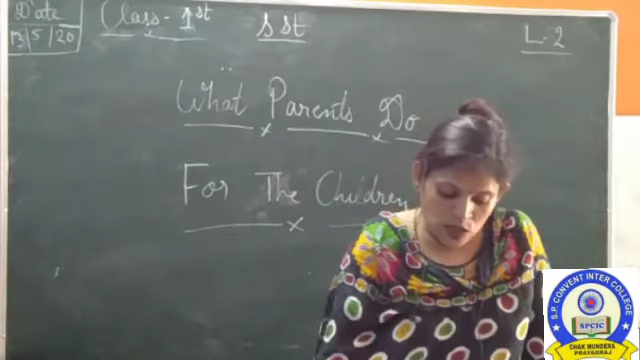 Date
13/5/20
Class - 1st
S St
L-2
What Parents Do
For The Children
S.P. CONVENT INTER COLLEGE
SPCIC
CHAK MUNDERA
PRAYAGRAJ